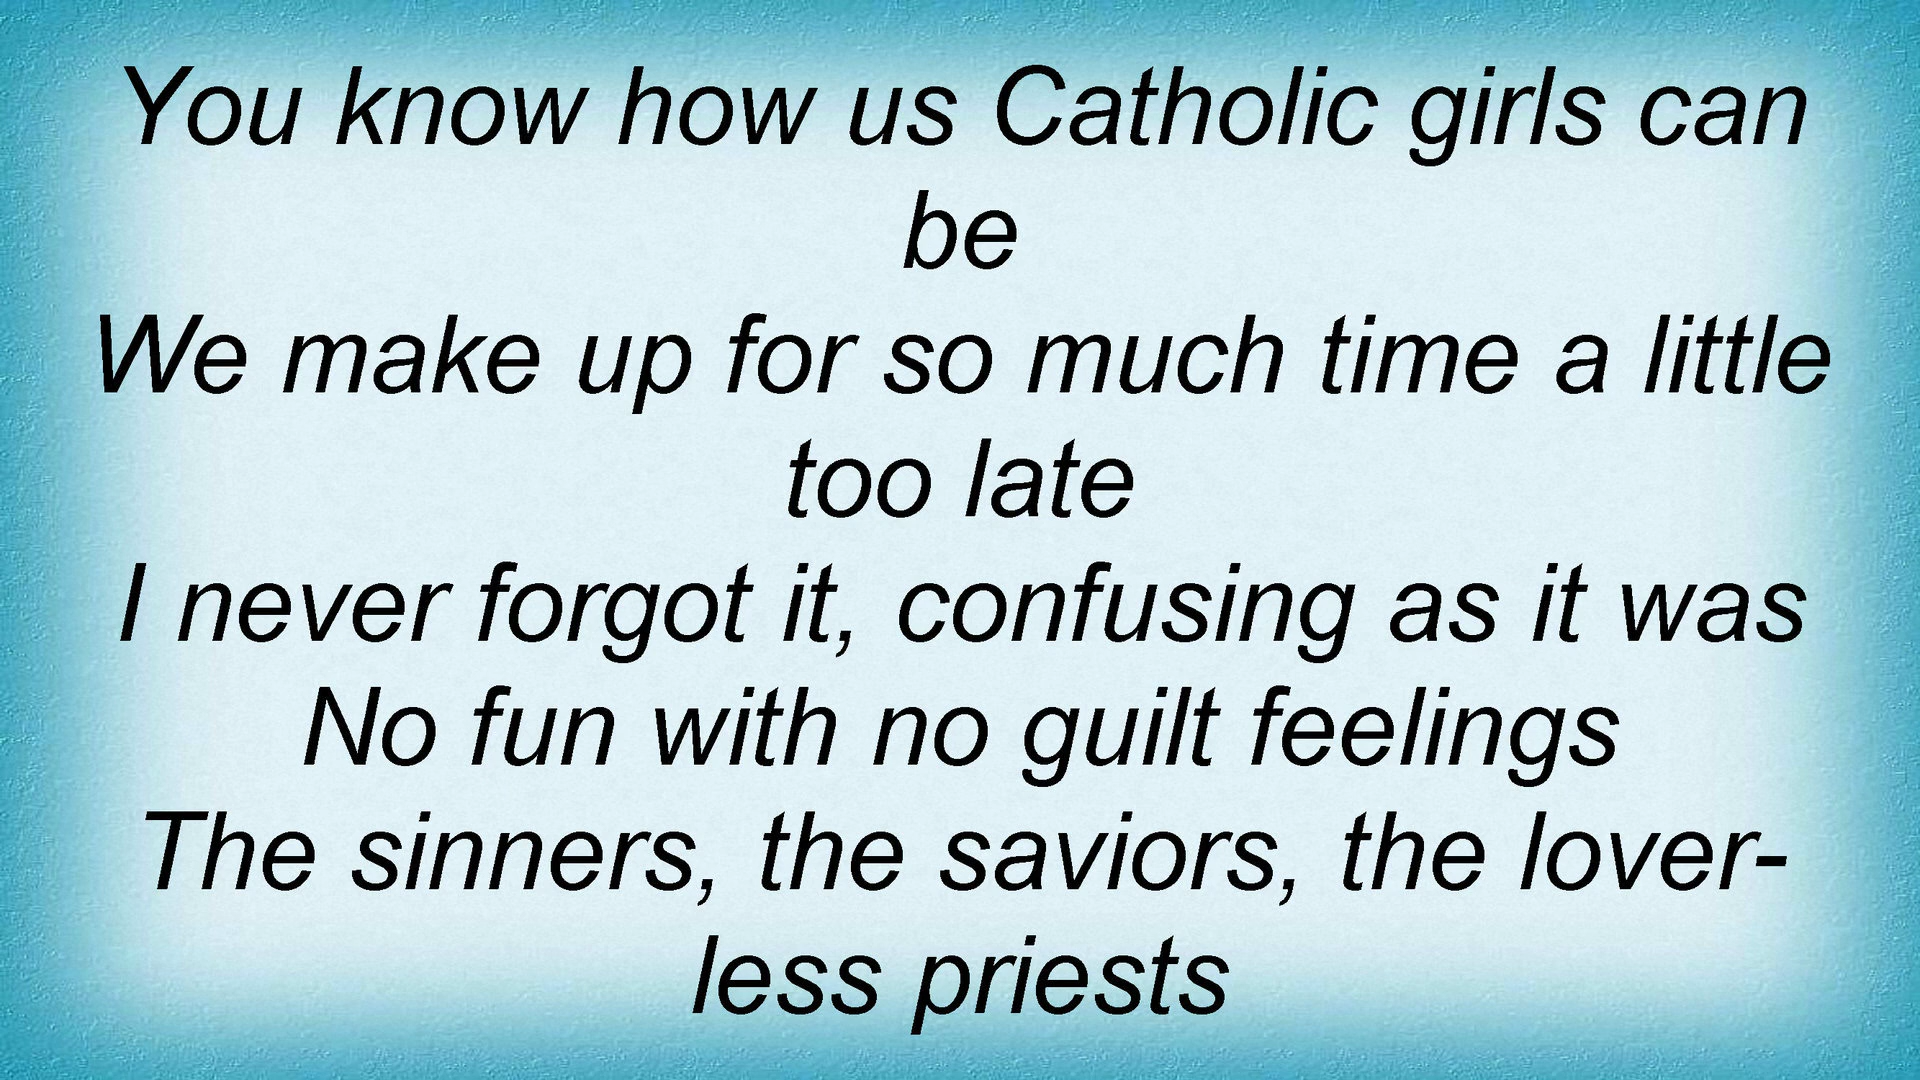 You know how us Catholic girls can
be
We make up for so much time a little
too late
I never forgot it, confusing as it was
No fun with no guilt feelings
The sinners, the saviors, the lover-
less priests